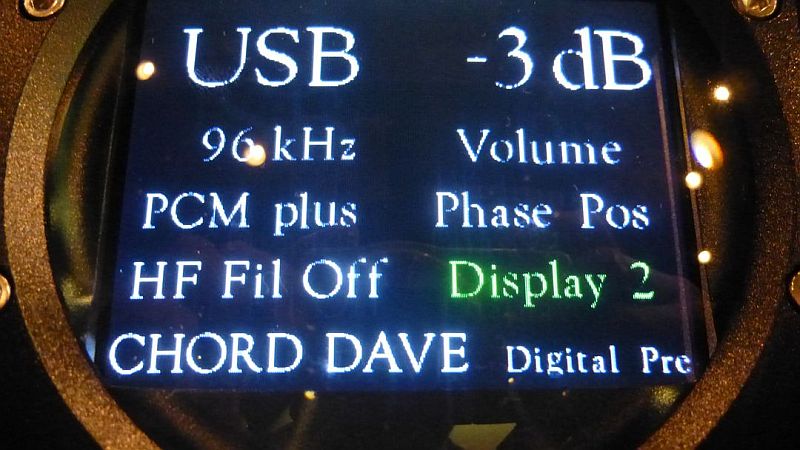 USB -3 dB
96 kHz Volume
PCM plus Phase Pos
HF Fil Off Display 2
CHORD DAVE Digital Pre